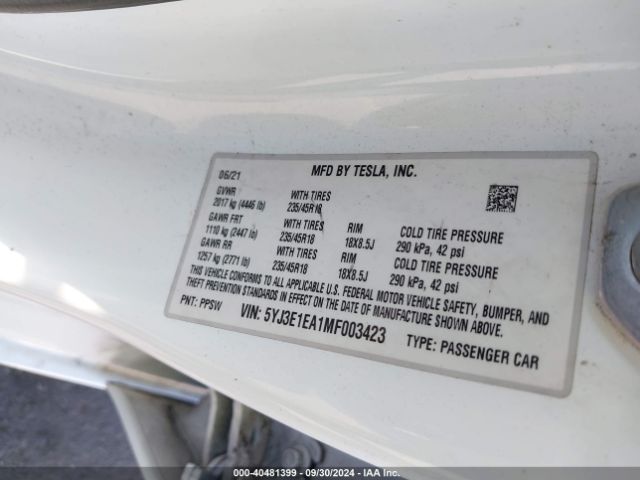 06/21
MFD BY TESLA, INC.
GVWR
2017 kg (4446 lb)
WITH TIRES
235/45R18
GAWR FRT
1110 kg (2447 lb)
WITH TIRES
235/45R18
RIM
18X8.5J
COLD TIRE PRESSURE
290 kPa, 42 psi
GAWR RR
1257 kg (2771 lb)
WITH TIRES
235/45R18
RIM
18X8.5J
COLD TIRE PRESSURE
290 kPa, 42 psi
THIS VEHICLE CONFORMS TO ALL APPLICABLE U.S. FEDERAL MOTOR VEHICLE SAFETY, BUMPER, AND
THEFT PREVENTION STANDARDS IN EFFECT ON THE DATE OF MANUFACTURE SHOWN ABOVE.
PNT: PPSW
VIN: 5YJ3E1EA1MF003423
TYPE: PASSENGER CAR
000 - 40481399 - 09/30/2024 - IAA Inc.